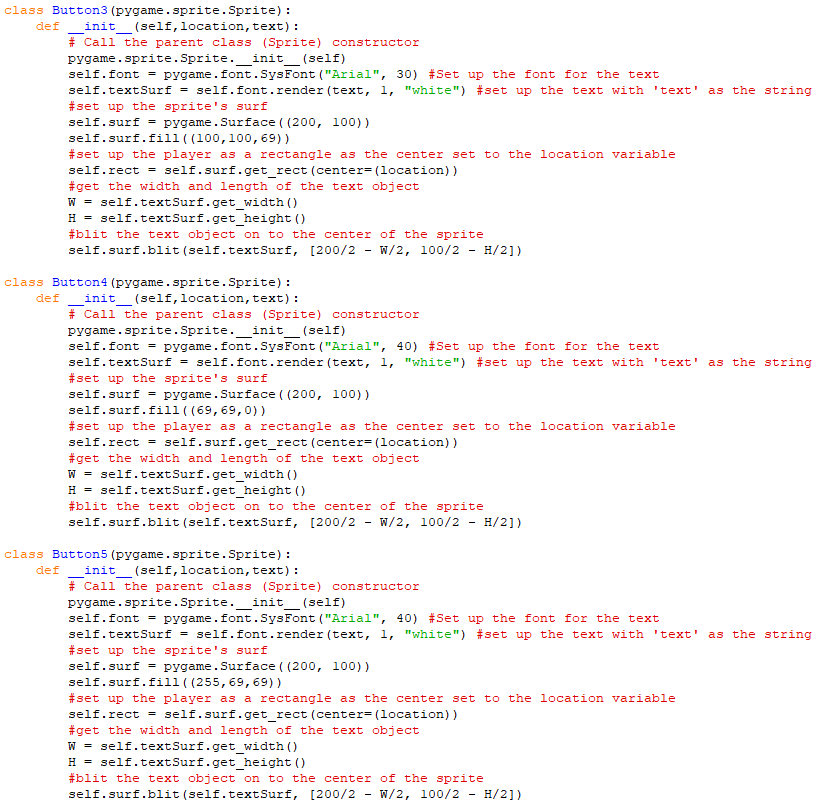 class Button3(pygame.sprite.Sprite):
    def __init__(self,location,text):
        # Call the parent class (Sprite) constructor
        pygame.sprite.Sprite.__init__(self)
        self.font = pygame.font.SysFont("Arial", 30) #Set up the font for the text
        self.textSurf = self.font.render(text, 1, "white") #set up the text with 'text' as the string
        #set up the sprite's surf
        self.surf = pygame.Surface((200, 100))
        self.surf.fill((100,100,69))
        #set up the player as a rectangle as the center set to the location variable
        self.rect = self.surf.get_rect(center=(location))
        #get the width and length of the text object
        W = self.textSurf.get_width()
        H = self.textSurf.get_height()
        #blit the text object on to the center of the sprite
        self.surf.blit(self.textSurf, [200/2 - W/2, 100/2 - H/2])

class Button4(pygame.sprite.Sprite):
    def __init__(self,location,text):
        # Call the parent class (Sprite) constructor
        pygame.sprite.Sprite.__init__(self)
        self.font = pygame.font.SysFont("Arial", 40) #Set up the font for the text
        self.textSurf = self.font.render(text, 1, "white") #set up the text with 'text' as the string
        #set up the sprite's surf
        self.surf = pygame.Surface((200, 100))
        self.surf.fill((69,69,0))
        #set up the player as a rectangle as the center set to the location variable
        self.rect = self.surf.get_rect(center=(location))
        #get the width and length of the text object
        W = self.textSurf.get_width()
        H = self.textSurf.get_height()
        #blit the text object on to the center of the sprite
        self.surf.blit(self.textSurf, [200/2 - W/2, 100/2 - H/2])

class Button5(pygame.sprite.Sprite):
    def __init__(self,location,text):
        # Call the parent class (Sprite) constructor
        pygame.sprite.Sprite.__init__(self)
        self.font = pygame.font.SysFont("Arial", 40) #Set up the font for the text
        self.textSurf = self.font.render(text, 1, "white") #set up the text with 'text' as the string
        #set up the sprite's surf
        self.surf = pygame.Surface((200, 100))
        self.surf.fill((255,69,69))
        #set up the player as a rectangle as the center set to the location variable
        self.rect = self.surf.get_rect(center=(location))
        #get the width and length of the text object
        W = self.textSurf.get_width()
        H = self.textSurf.get_height()
        #blit the text object on to the center of the sprite
        self.surf.blit(self.textSurf, [200/2 - W/2, 100/2 - H/2])